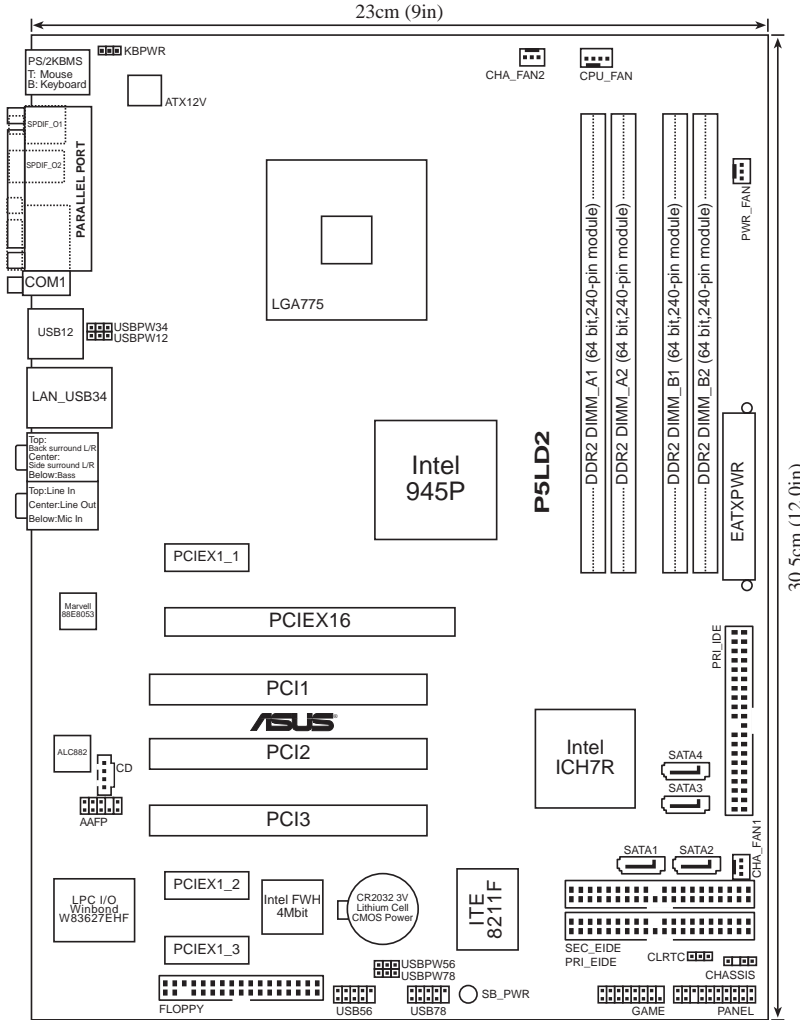 23cm (9in)
KBPWR
PS/2KBMS
T: Mouse
B: Keyboard
CHA_FAN2
CPU_FAN
ATX12V
SPDIF_O1
SPDIF_O2
PARALLEL PORT
PWR_FAN
COM1
LGA775
DDR2 DIMM_A1 (64 bit,240-pin module)
DDR2 DIMM_A2 (64 bit,240-pin module)
DDR2 DIMM_B1 (64 bit,240-pin module)
DDR2 DIMM_B2 (64 bit,240-pin module)
USB12
USBPW34
USBPW12
LAN_USB34
Top:
Back surround L/R
Center:
Side surround L/R
Below:Bass
Top:Line In
Center:Line Out
Below:Mic In
Intel
945P
P5LD2
EATXPWR
30.5cm (12.0in)
PCIEX1_1
Marvell
88E8053
PCIEX16
PRI_IDE
PCI1
ASUS
ALC882
CD
PCI2
Intel
ICH7R
SATA4
SATA3
AAFP
PCI3
SATA1
SATA2
CHA_FAN1
LPC I/O
Winbond
W83627EHF
PCIEX1_2
Intel FWH
4Mbit
CR2032 3V
Lithium Cell
CMOS Power
ITE
8211F
SEC_EIDE
PRI_EIDE
PCIEX1_3
CLRTC
CHASSIS
USBPW56
USBPW78
FLOPPY
USB56
USB78
SB_PWR
GAME
PANEL